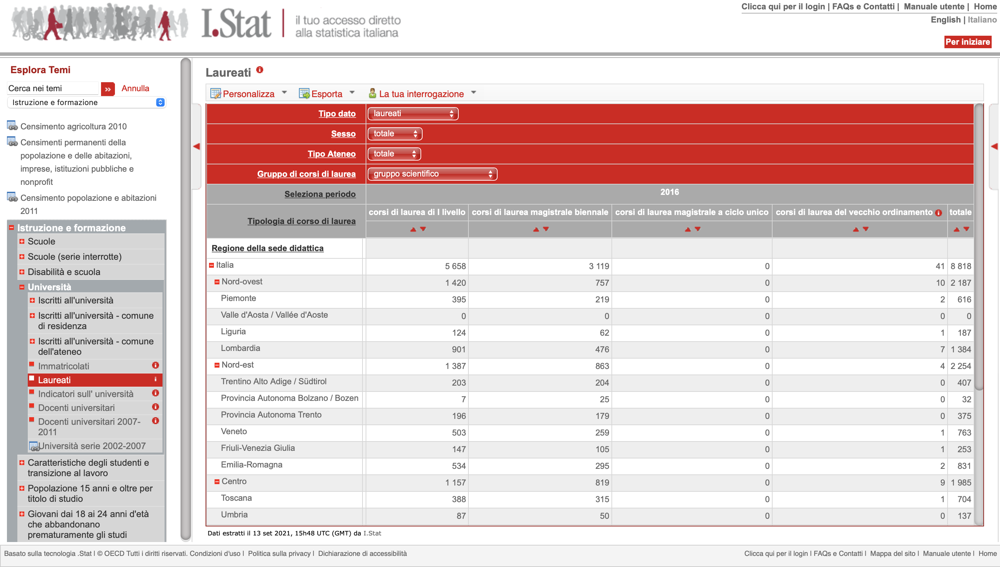 I.Stat
il tuo accesso diretto
alla statistica italiana
Clicca qui per il login | FAQs e Contatti | Manuale utente | Home
English | Italiano
Per iniziare
Esplora Temi
Cerca nei temi » Annulla
Istruzione e formazione
Censimento agricoltura 2010
Censimenti permanenti della
popolazione e delle abitazioni,
imprese, istituzioni pubbliche e
nonprofit
Censimento popolazione e abitazioni
2011
Istruzione e formazione
Scuole
Scuole (serie interrotte)
Disabilità e scuola
Università
Iscritti all'università
Iscritti all'università - comune
di residenza
Iscritti all'università - comune
dell'ateneo
Immatricolati
Laureati
Indicatori sull' università
Docenti universitari
Docenti universitari 2007-
2011
Università serie 2002-2007
Caratteristiche degli studenti e
transizione al lavoro
Popolazione 15 anni e oltre per
titolo di studio
Giovani dai 18 ai 24 anni d'età
che abbandonano
prematuramente gli studi
Laureati
Personalizza Esporta La tua interrogazione
Tipo dato laureati
Sesso totale
Tipo Ateneo totale
Gruppo di corsi di laurea gruppo scientifico
Seleziona periodo 2016
Tipologia di corso di laurea corsi di laurea di I livello corsi di laurea magistrale biennale corsi di laurea magistrale a ciclo unico corsi di laurea del vecchio ordinamento totale
Regione della sede didattica
Italia 5 658 3 119 0 41 8 818
Nord-ovest 1 420 757 0 10 2 187
Piemonte 395 219 0 2 616
Valle d'Aosta / Vallée d'Aoste 0 0 0 0 0
Liguria 124 62 0 1 187
Lombardia 901 476 0 7 1 384
Nord-est 1 387 863 0 4 2 254
Trentino Alto Adige / Südtirol 203 204 0 0 407
Provincia Autonoma Bolzano / Bozen 7 25 0 0 32
Provincia Autonoma Trento 196 179 0 0 375
Veneto 503 259 0 1 763
Friuli-Venezia Giulia 147 105 0 1 253
Emilia-Romagna 534 295 0 2 831
Centro 1 157 819 0 9 1 985
Toscana 388 315 0 1 704
Umbria 87 50 0 0 137
Dati estratti il 13 set 2021, 15h48 UTC (GMT) da I.Stat
Basato sulla tecnologia .Stat | © OECD Tutti i diritti riservati. Condizioni d'uso | Politica sulla privacy | Dichiarazione di accessibilità
Clicca qui per il login | FAQs e Contatti | Mappa del sito | Manuale utente | Home